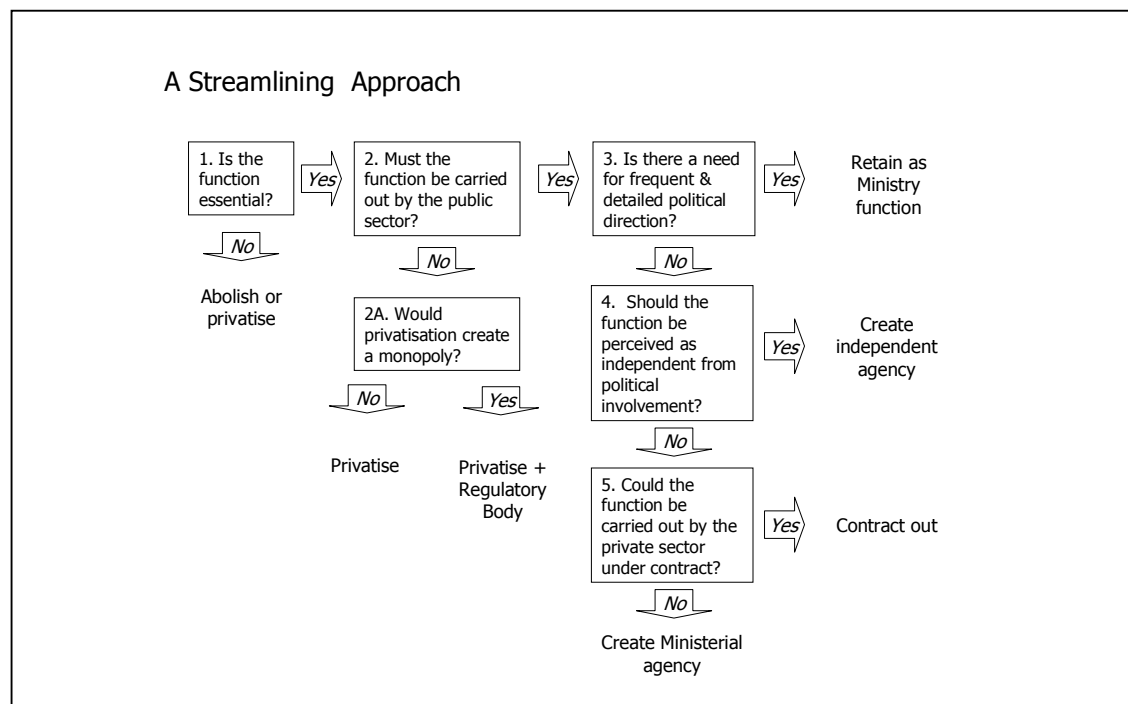 A Streamlining Approach
1. Is the
function
essential?
Yes
2. Must the
function be carried
out by the public
sector?
Yes
3. Is there a need
for frequent &
detailed political
direction?
Yes
Retain as
Ministry
function
No
Abolish or
privatise
No
2A. Would
privatisation create
a monopoly?
No
Privatise
Yes
Privatise +
Regulatory
Body
No
4. Should the
function be
perceived as
independent from
political
involvement?
Yes
Create
independent
agency
No
5. Could the
function be
carried out by the
private sector
under contract?
Yes
Contract out
No
Create Ministerial
agency